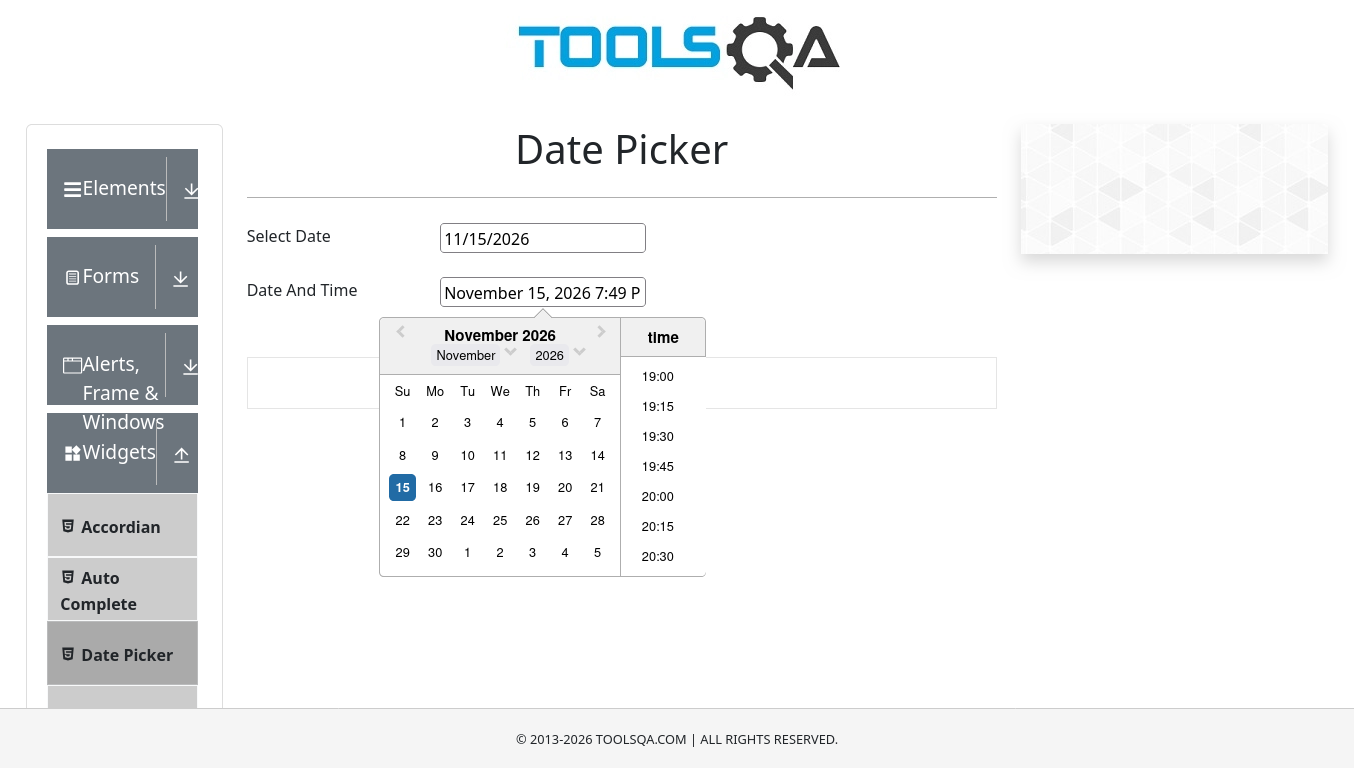 TOOLSQA
Date Picker
Elements
Forms
Alerts,
Frame &
Windows
Widgets
Accordian
Auto
Complete
Date Picker
Select Date
11/15/2026
Date And Time
November 15, 2026 7:49 P
November 2026
November
2026
Su Mo Tu We Th Fr Sa
1 2 3 4 5 6 7
8 9 10 11 12 13 14
15 16 17 18 19 20 21
22 23 24 25 26 27 28
29 30 1 2 3 4 5
time
19:00
19:15
19:30
19:45
20:00
20:15
20:30
© 2013-2026 TOOLSQA.COM | ALL RIGHTS RESERVED.